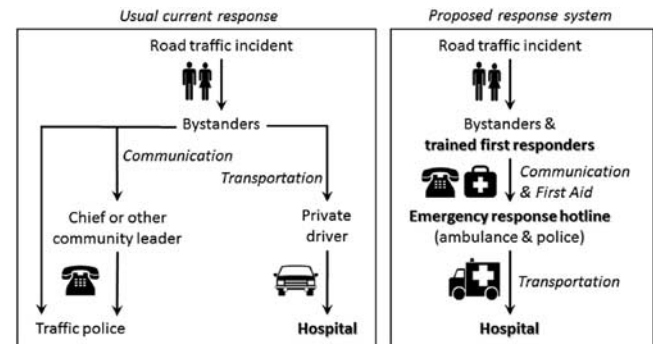 Usual current response
Road traffic incident
Bystanders
Communication
Transportation
Chief or other
community leader
Private
driver
Traffic police
Hospital
Proposed response system
Road traffic incident
Bystanders &
trained first responders
Communication
& First Aid
Emergency response hotline
(ambulance & police)
Transportation
Hospital